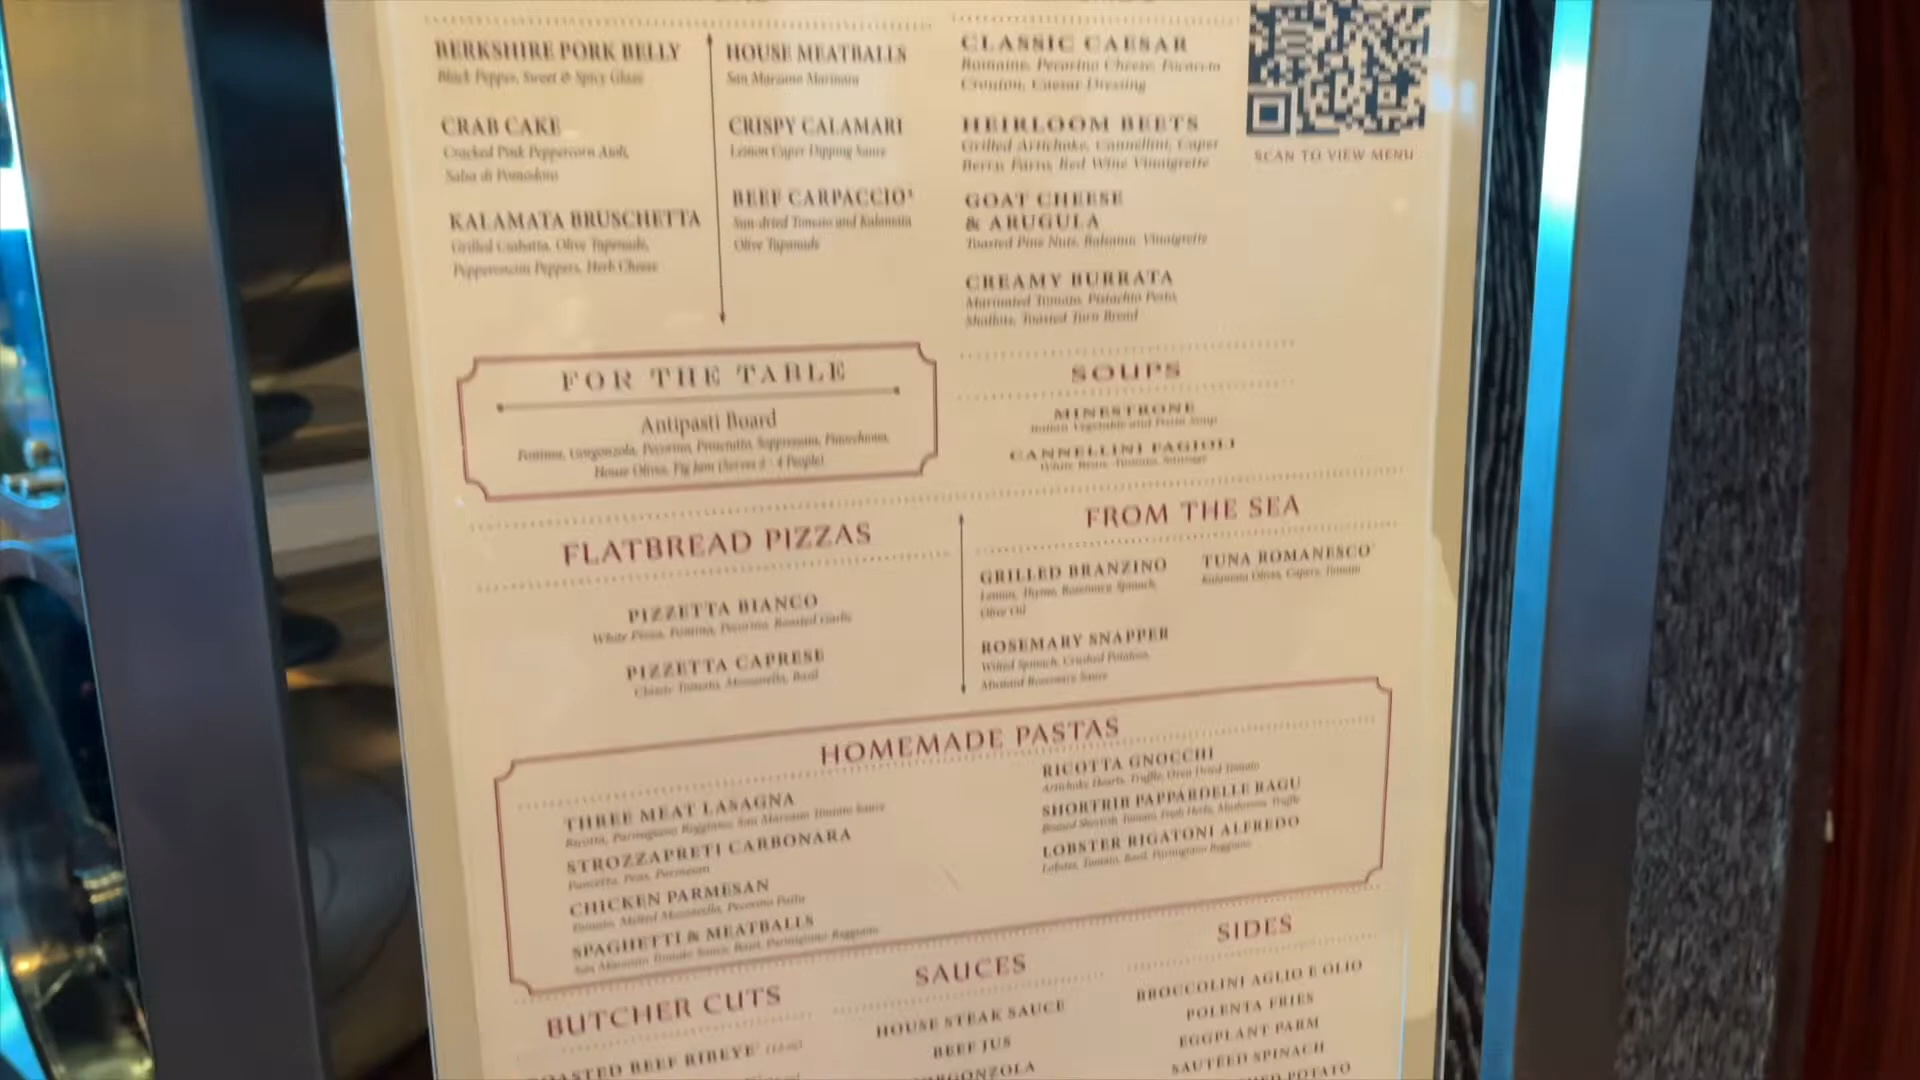 BERKSHIRE PORK BELLY
Black Pepper, Sweet & Spicy Glaze
CRAB CAKE
Cracked Pink Peppercorn Aioli,
Salsa di Pomodoro
KALAMATA BRUSCHETTA
Grilled Ciabatta, Olive Tapenade,
Pepperoncini Peppers, Herb Cheese
HOUSE MEATBALLS
San Marzano Marinara
CRISPY CALAMARI
Lemon Caper Dipping Sauce
BEEF CARPACCIO*
Sun-dried Tomato and Kalamata
Olive Tapenade
CLASSIC CAESAR
Romaine, Pecorino Cheese, Focaccia
Crouton, Caesar Dressing
HEIRLOOM BEETS
Grilled Artichoke, Cannellini, Caper
Berry, Farro, Red Wine Vinaigrette
GOAT CHEESE
& ARUGULA
Toasted Pine Nuts, Balsamic Vinaigrette
CREAMY BURRATA
Marinated Tomato, Pistachio Pesto,
Shallots, Toasted Bread
SCAN TO VIEW MENU
FOR THE TABLE
Antipasti Board
Fontina, Gorgonzola, Pecorino, Prosciutto, Soppressata, Finocchiona,
House Olives, Fig Jam (Serves 2 - 4 People)
SOUPS
MINESTRONE
Italian Vegetable and Pasta Soup
CANNELLINI FAGIOLI
White Bean, Tomato, Sausage
FLATBREAD PIZZAS
PIZZETTA BIANCO
White Pizza, Fontina, Pecorino, Roasted Garlic
PIZZETTA CAPRESE
Classic Tomato, Mozzarella, Basil
FROM THE SEA
GRILLED BRANZINO
Lemon, Thyme, Rosemary Spinach,
Olive Oil
ROSEMARY SNAPPER
Wilted Spinach, Crushed Potatoes,
Rosemary Sauce
TUNA ROMANESCO*
Kalamata Olives, Capers, Tomato
HOMEMADE PASTAS
THREE MEAT LASAGNA
Ricotta, Parmigiano Reggiano, San Marzano Tomato Sauce
STROZZAPRETI CARBONARA
Pancetta, Peas, Parmesan
CHICKEN PARMESAN
Tomato, Melted Mozzarella, Pecorino
SPAGHETTI & MEATBALLS
San Marzano Tomato Sauce, Basil, Parmigiano Reggiano
RICOTTA GNOCCHI
Artichoke Hearts, Truffle, Oven Dried Tomato
SHORTRIB PAPPARDELLE RAGU
Braised Shortrib, Tomato, Fresh Herbs, Mushrooms, Truffle
LOBSTER RIGATONI ALFREDO
Lobster, Tomato, Basil, Parmigiano Reggiano
BUTCHER CUTS
ROASTED BEEF RIBEYE*
SAUCES
HOUSE STEAK SAUCE
BEEF JUS
GORGONZOLA
SIDES
BROCCOLINI AGLIO E OLIO
POLENTA FRIES
EGGPLANT PARM
SAUTÉED SPINACH
POTATO